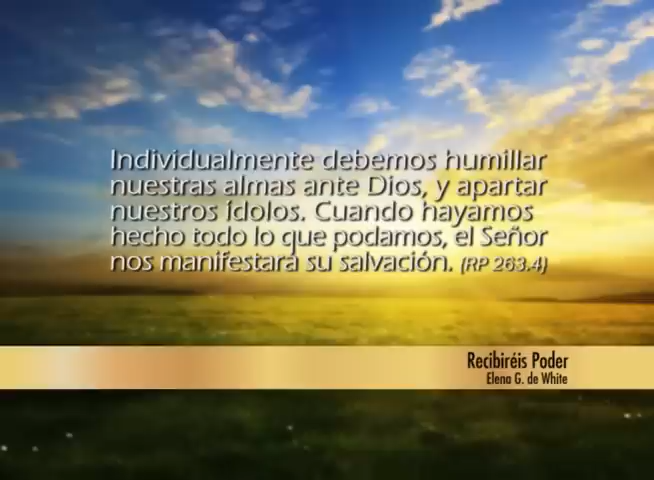 Individualmente debemos humillar
nuestras almas ante Dios, y apartar
nuestros ídolos. Cuando hayamos
hecho todo lo que podamos, el Señor
nos manifestará su salvación. (RP 263.4)
Recibiréis Poder
Elena G. de White